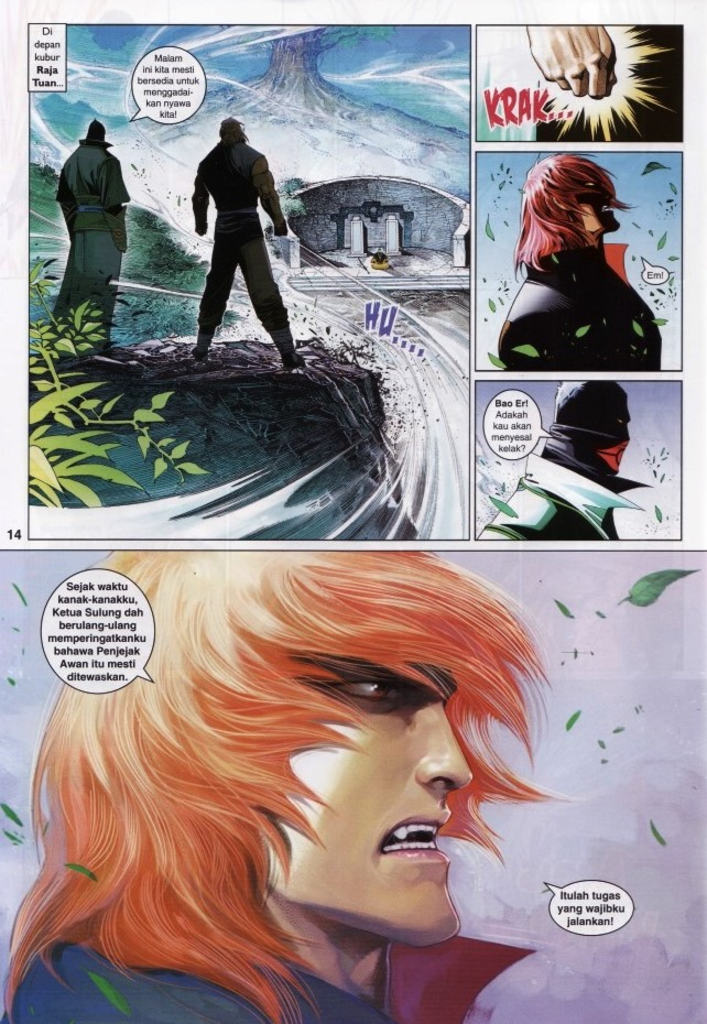 Di
depan
kubur
Raja
Tuan...
Malam
ini kita mesti
bersedia untuk
menggadai-
kan nyawa
kita!
HU....
KRAK...
Em!
Bao Er!
Adakah
kau akan
menyesal
kelak?
14
Sejak waktu
kanak-kanakku,
Ketua Sulung dah
berulang-ulang
memperingatkanku
bahawa Penjejak
Awan itu mesti
ditewaskan.
Itulah tugas
yang wajibku
jalankan!